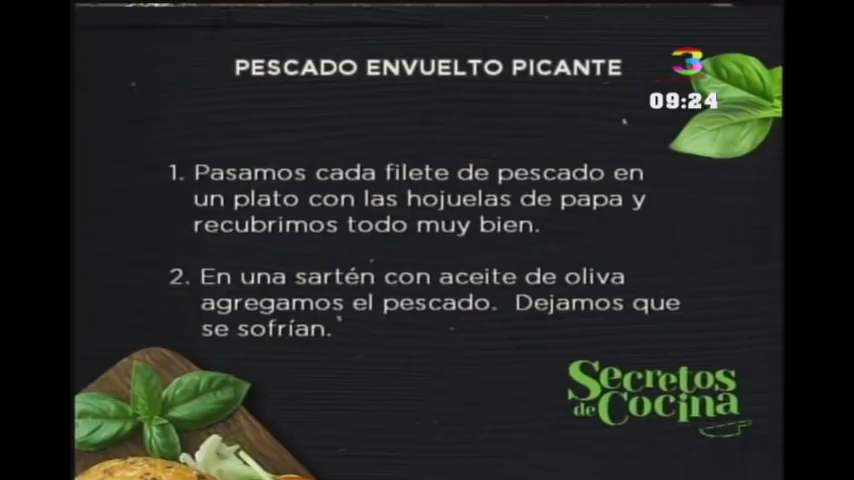 PESCADO ENVUELTO PICANTE
3
09:24
1. Pasamos cada filete de pescado en
un plato con las hojuelas de papa y
recubrimos todo muy bien.
2. En una sartén con aceite de oliva
agregamos el pescado. Dejamos que
se sofrían.
Secretos
de Cocina